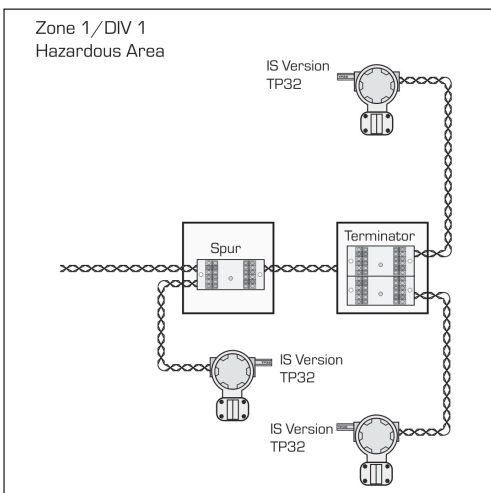 Zone 1/DIV 1
Hazardous Area
IS Version
TP32
Spur
Terminator
IS Version
TP32
IS Version
TP32